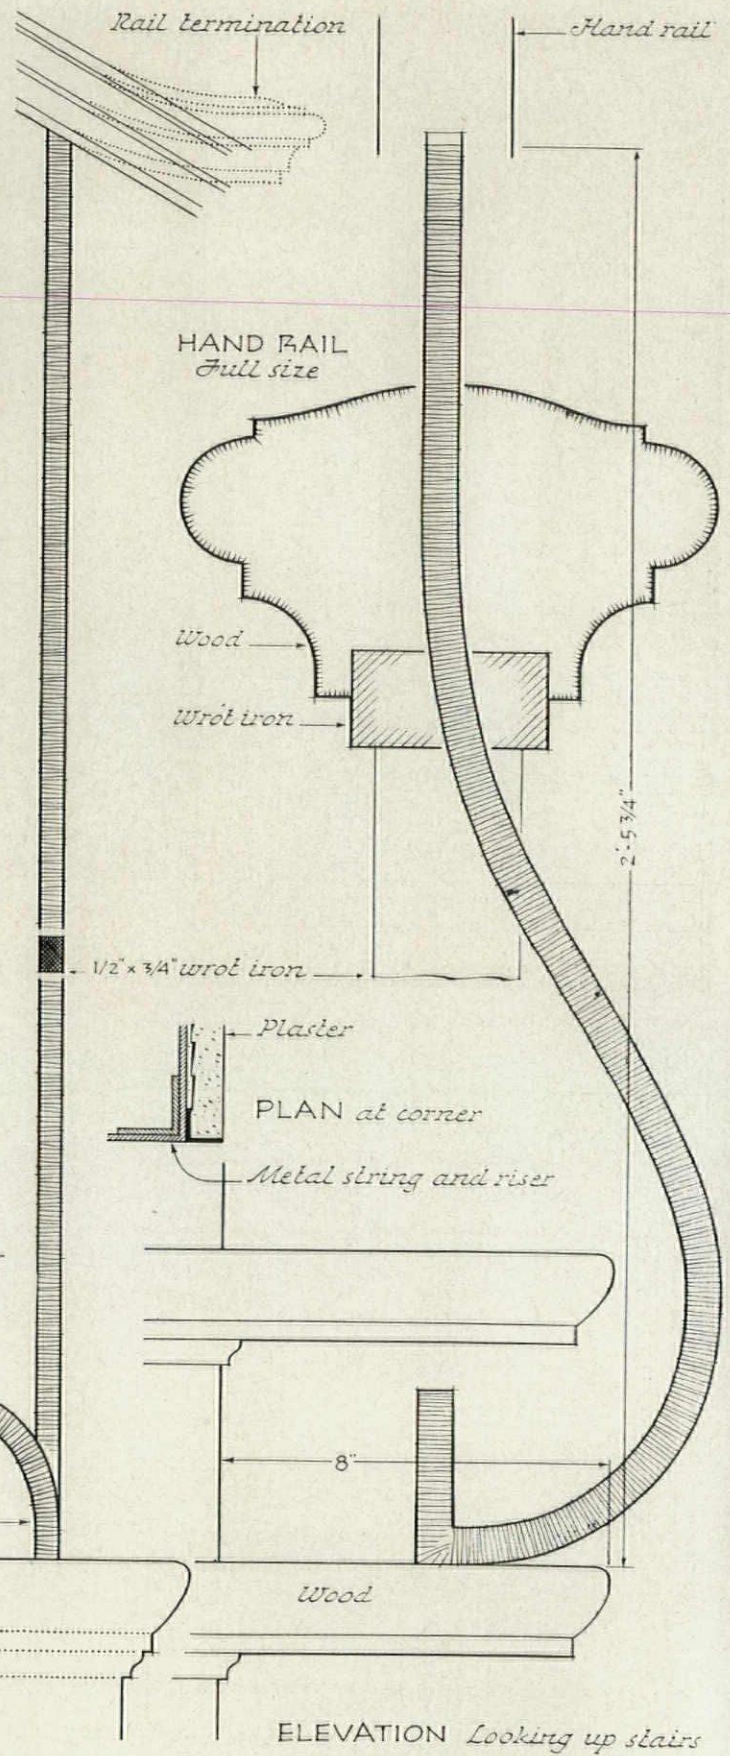 Rail termination
Hand rail
HAND RAIL
Full size
Wood
Wrot iron
2'-5 3/4"
1/2" x 3/4" wrot iron
Plaster
PLAN at corner
Metal string and riser
8"
Wood
ELEVATION Looking up stairs